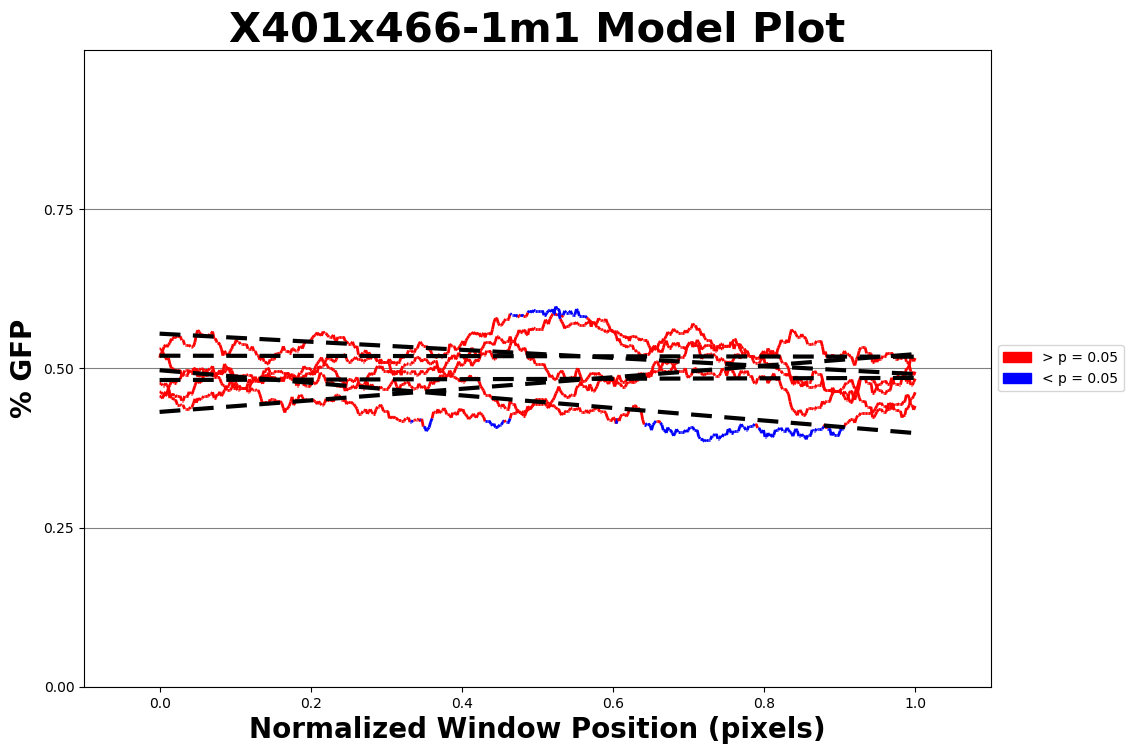 X401x466-1m1 Model Plot
% GFP
0.75
0.50
0.25
0.00
0.0 0.2 0.4 0.6 0.8 1.0
Normalized Window Position (pixels)
> p = 0.05
< p = 0.05